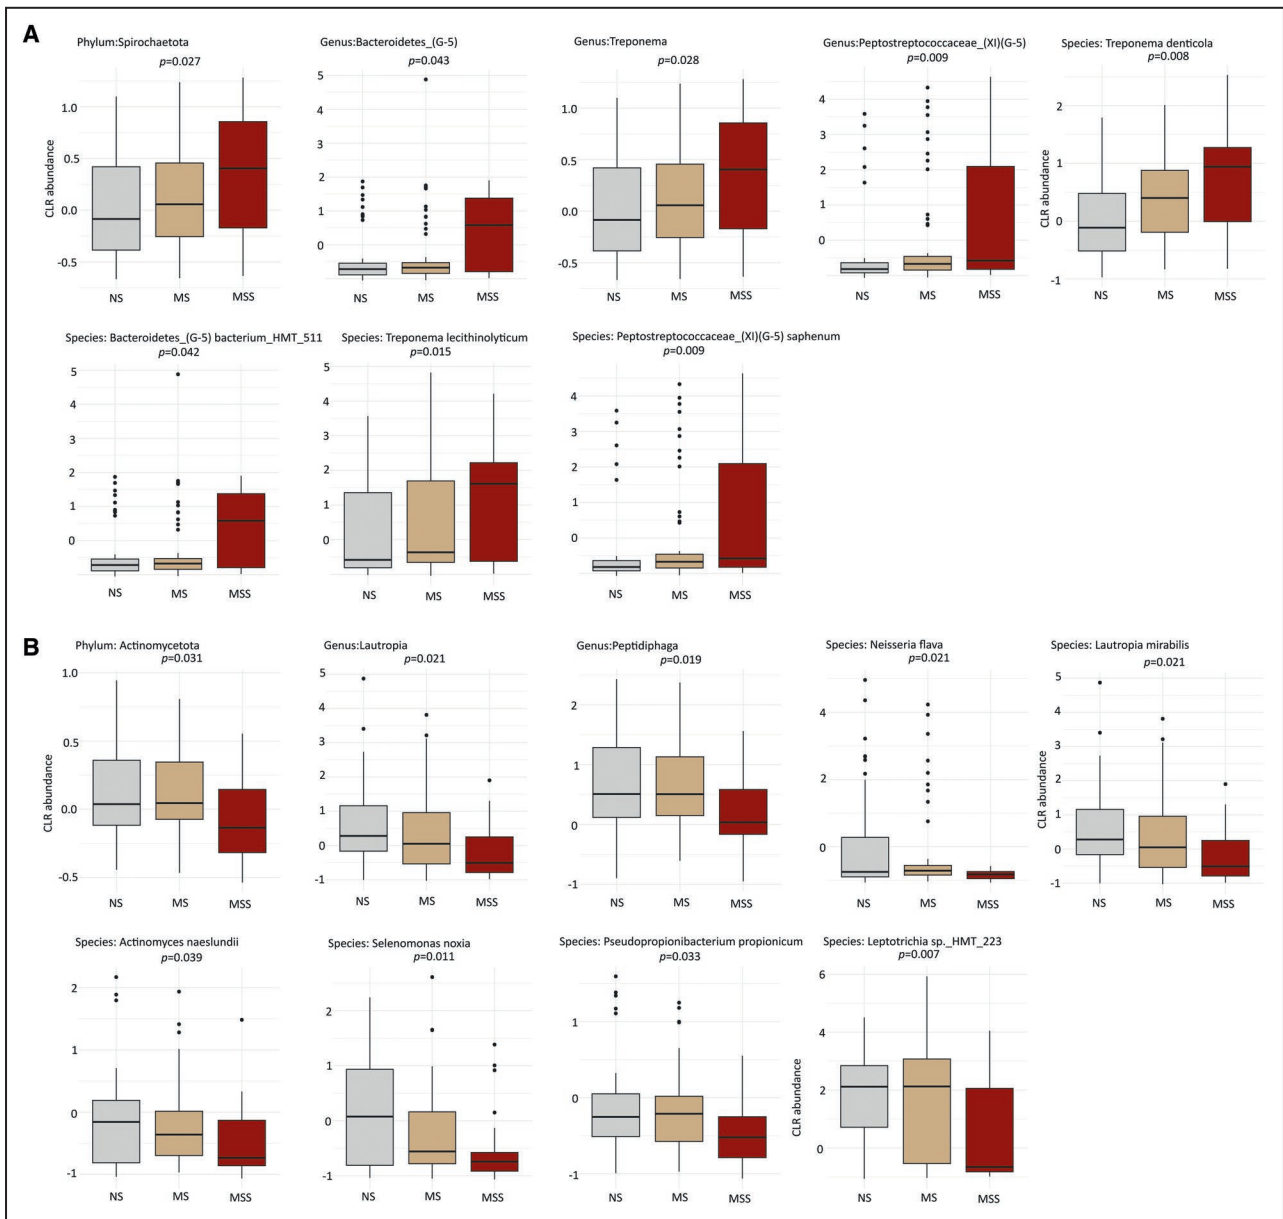 A
Phylum:Spirochaetota
p=0.027
CLR abundance
1.0
0.5
0.0
-0.5
NS MS MSS
Genus:Bacteroidetes_(G-5)
p=0.043
5
4
3
2
1
0
NS MS MSS
Genus:Treponema
p=0.028
1.0
0.5
0.0
-0.5
NS MS MSS
Genus:Peptostreptococcaceae_(XI)(G-5)
p=0.009
4
3
2
1
0
NS MS MSS
Species: Treponema denticola
p=0.008
CLR abundance
2
1
0
-1
NS MS MSS
Species: Bacteroidetes_(G-5) bacterium_HMT_511
p=0.042
5
4
3
2
1
0
NS MS MSS
Species: Treponema lecithinolyticum
p=0.015
5
4
3
2
1
0
NS MS MSS
Species: Peptostreptococcaceae_(XI)(G-5) saphenum
p=0.009
4
3
2
1
0
NS MS MSS
B
Phylum: Actinomycetota
p=0.031
CLR abundance
1.0
0.5
0.0
-0.5
NS MS MSS
Genus:Lautropia
p=0.021
5
4
3
2
1
0
-1
NS MS MSS
Genus:Peptidiphaga
p=0.019
2
1
0
-1
NS MS MSS
Species: Neisseria flava
p=0.021
4
2
0
NS MS MSS
Species: Lautropia mirabilis
p=0.021
CLR abundance
5
4
3
2
1
0
-1
NS MS MSS
Species: Actinomyces naeslundii
p=0.039
2
1
0
-1
NS MS MSS
Species: Selenomonas noxia
p=0.011
2
1
0
-1
NS MS MSS
Species: Pseudopropionibacterium propionicum
p=0.033
1
0
-1
NS MS MSS
Species: Leptotrichia sp._HMT_223
p=0.007
CLR abundance
6
4
2
0
NS MS MSS